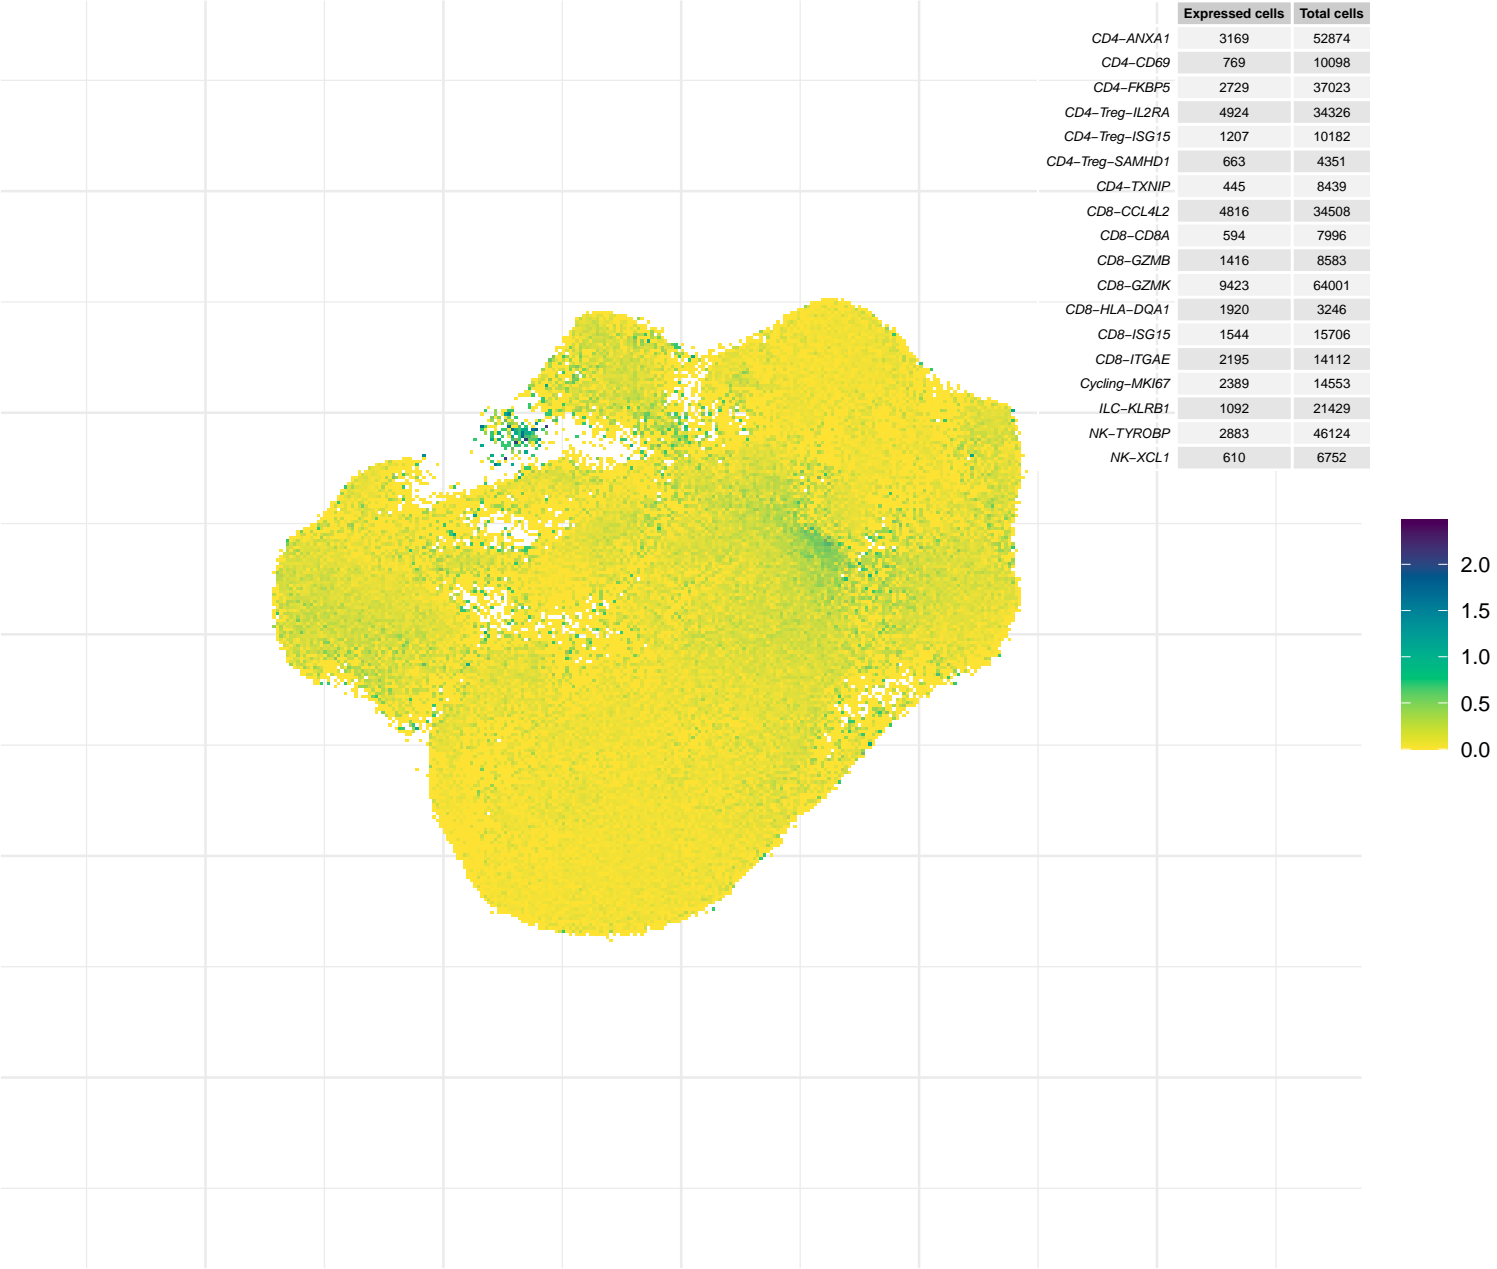 Expressed cells Total cells
CD4−ANXA1 3169 52874
CD4−CD69 769 10098
CD4−FKBP5 2729 37023
CD4−Treg−IL2RA 4924 34326
CD4−Treg−ISG15 1207 10182
CD4−Treg−SAMHD1 663 4351
CD4−TXNIP 445 8439
CD8−CCL4L2 4816 34508
CD8−CD8A 594 7996
CD8−GZMB 1416 8583
CD8−GZMK 9423 64001
CD8−HLA−DQA1 1920 3246
CD8−ISG15 1544 15706
CD8−ITGAE 2195 14112
Cycling−MKI67 2389 14553
ILC−KLRB1 1092 21429
NK−TYROBP 2883 46124
NK−XCL1 610 6752
2.0
1.5
1.0
0.5
0.0